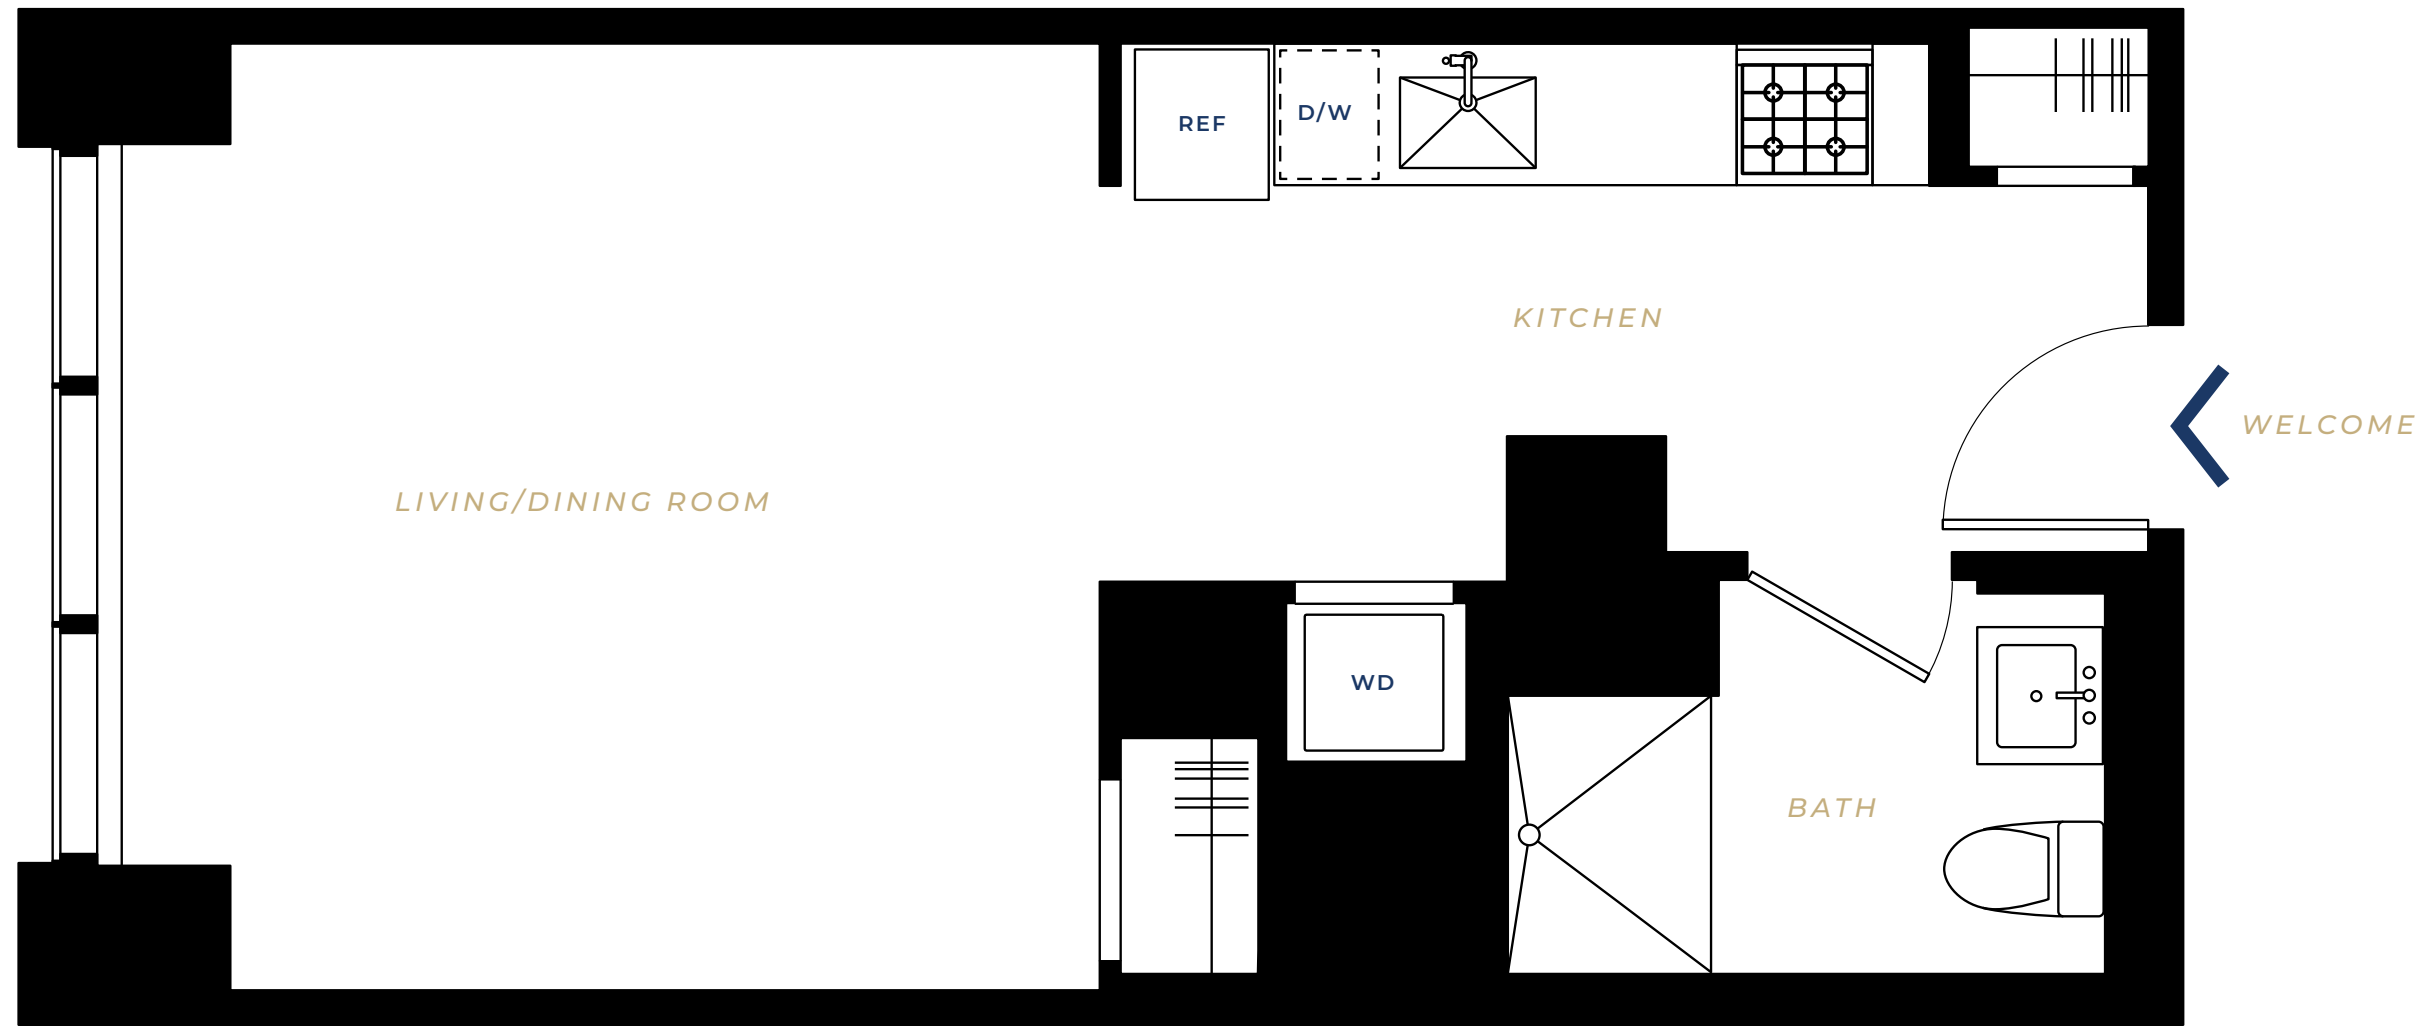 REF
D/W
KITCHEN
WELCOME
LIVING/DINING ROOM
WD
BATH